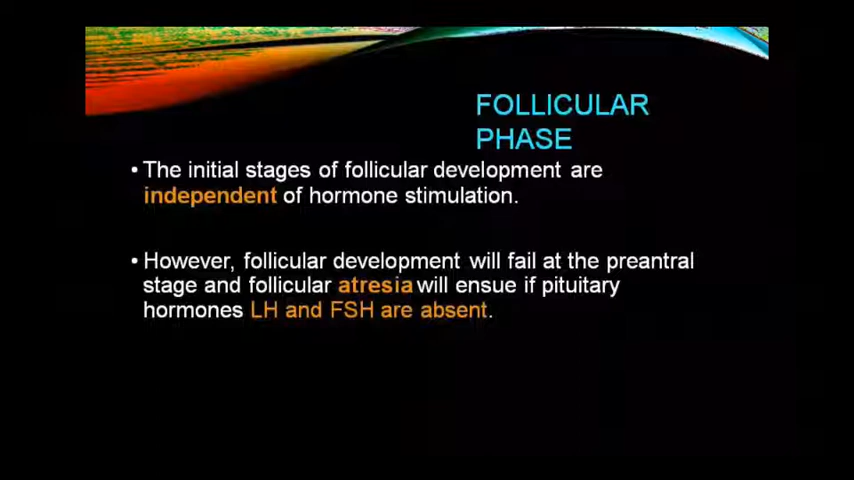 FOLLICULAR
PHASE
• The initial stages of follicular development are
independent of hormone stimulation.
• However, follicular development will fail at the preantral
stage and follicular atresia will ensue if pituitary
hormones LH and FSH are absent.